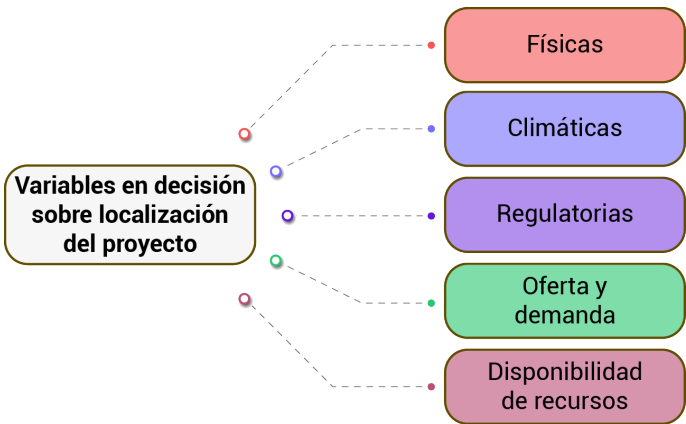 Variables en decisión
sobre localización
del proyecto
Físicas
Climáticas
Regulatorias
Oferta y
demanda
Disponibilidad
de recursos